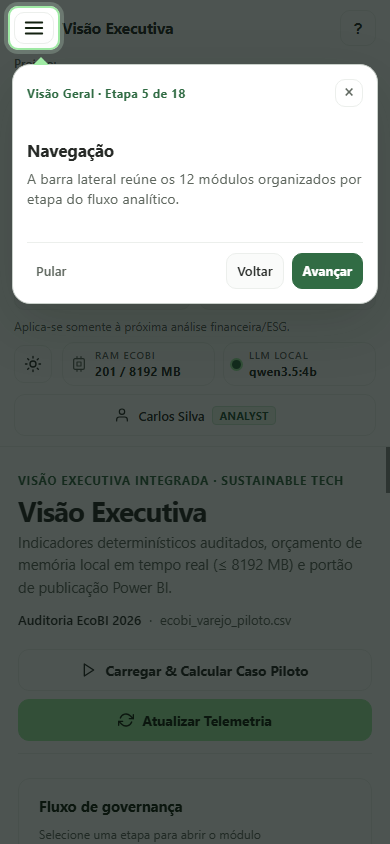 Visão Executiva
?
Visão Geral · Etapa 5 de 18
×
Navegação
A barra lateral reúne os 12 módulos organizados por
etapa do fluxo analítico.
Pular
Voltar
Avançar
Aplica-se somente à próxima análise financeira/ESG.
RAM ECOBI
201 / 8192 MB
LLM LOCAL
qwen3.5:4b
Carlos Silva
ANALYST
VISÃO EXECUTIVA INTEGRADA · SUSTAINABLE TECH
Visão Executiva
Indicadores determinísticos auditados, orçamento de
memória local em tempo real (≤ 8192 MB) e portão
de publicação Power BI.
Auditoria EcoBI 2026 · ecobi_varejo_piloto.csv
Carregar & Calcular Caso Piloto
Atualizar Telemetria
Fluxo de governança
Selecione uma etapa para abrir o módulo